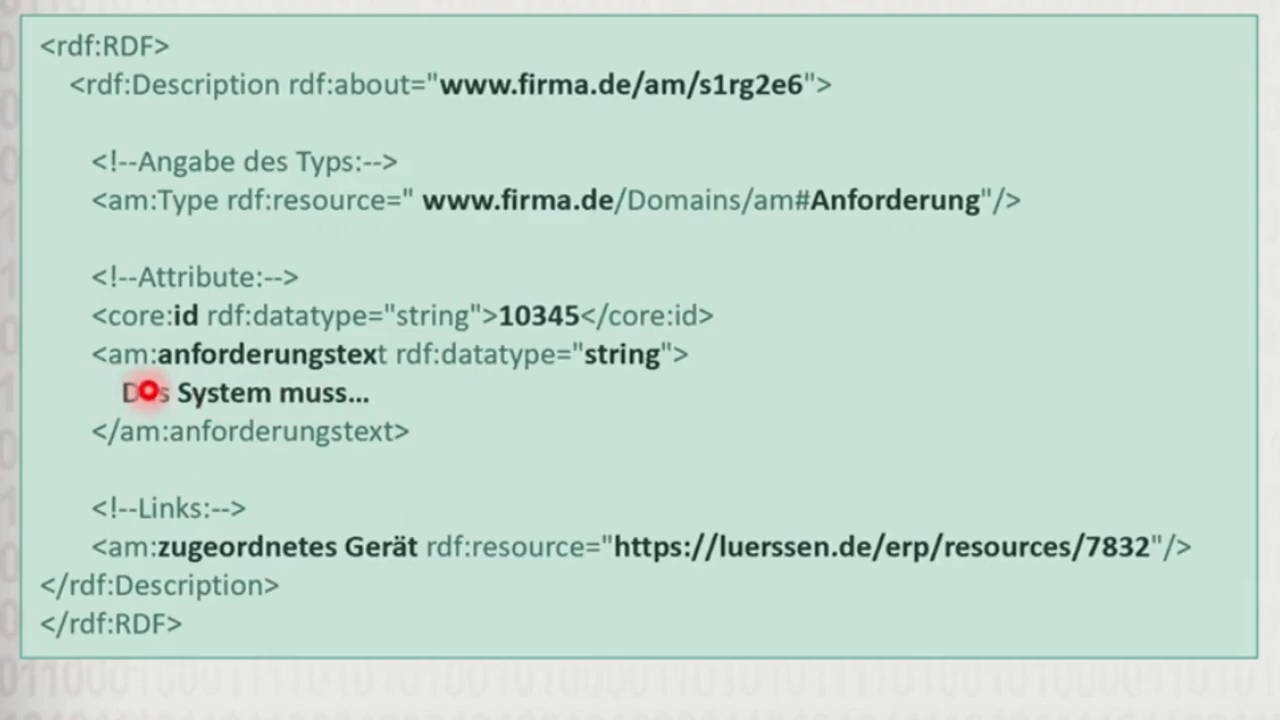 <rdf:RDF>
<rdf:Description rdf:about="www.firma.de/am/s1rg2e6">
<!--Angabe des Typs:-->
<am:Type rdf:resource=" www.firma.de/Domains/am#Anforderung"/>
<!--Attribute:-->
<core:id rdf:datatype="string">10345</core:id>
<am:anforderungstext rdf:datatype="string">
System muss...
</am:anforderungstext>
<!--Links:-->
<am:zugeordnetes Gerät rdf:resource="https://luerssen.de/erp/resources/7832"/>
</rdf:Description>
</rdf:RDF>